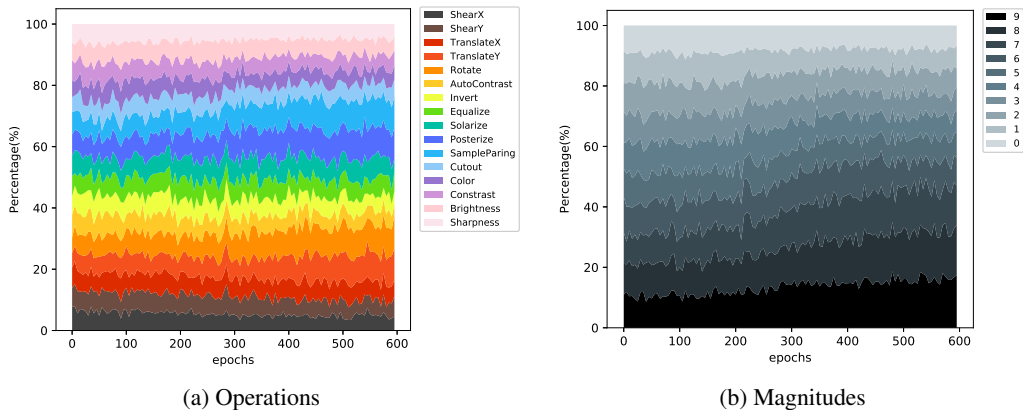 100
80
60
40
20
0
Percentage(%)
0 100 200 300 400 500 600
epochs
ShearX
ShearY
TranslateX
TranslateY
Rotate
AutoContrast
Invert
Equalize
Solarize
Posterize
SampleParing
Cutout
Color
Constrast
Brightness
Sharpness
(a) Operations
100
80
60
40
20
0
Percentage(%)
0 100 200 300 400 500 600
epochs
9
8
7
6
5
4
3
2
1
0
(b) Magnitudes